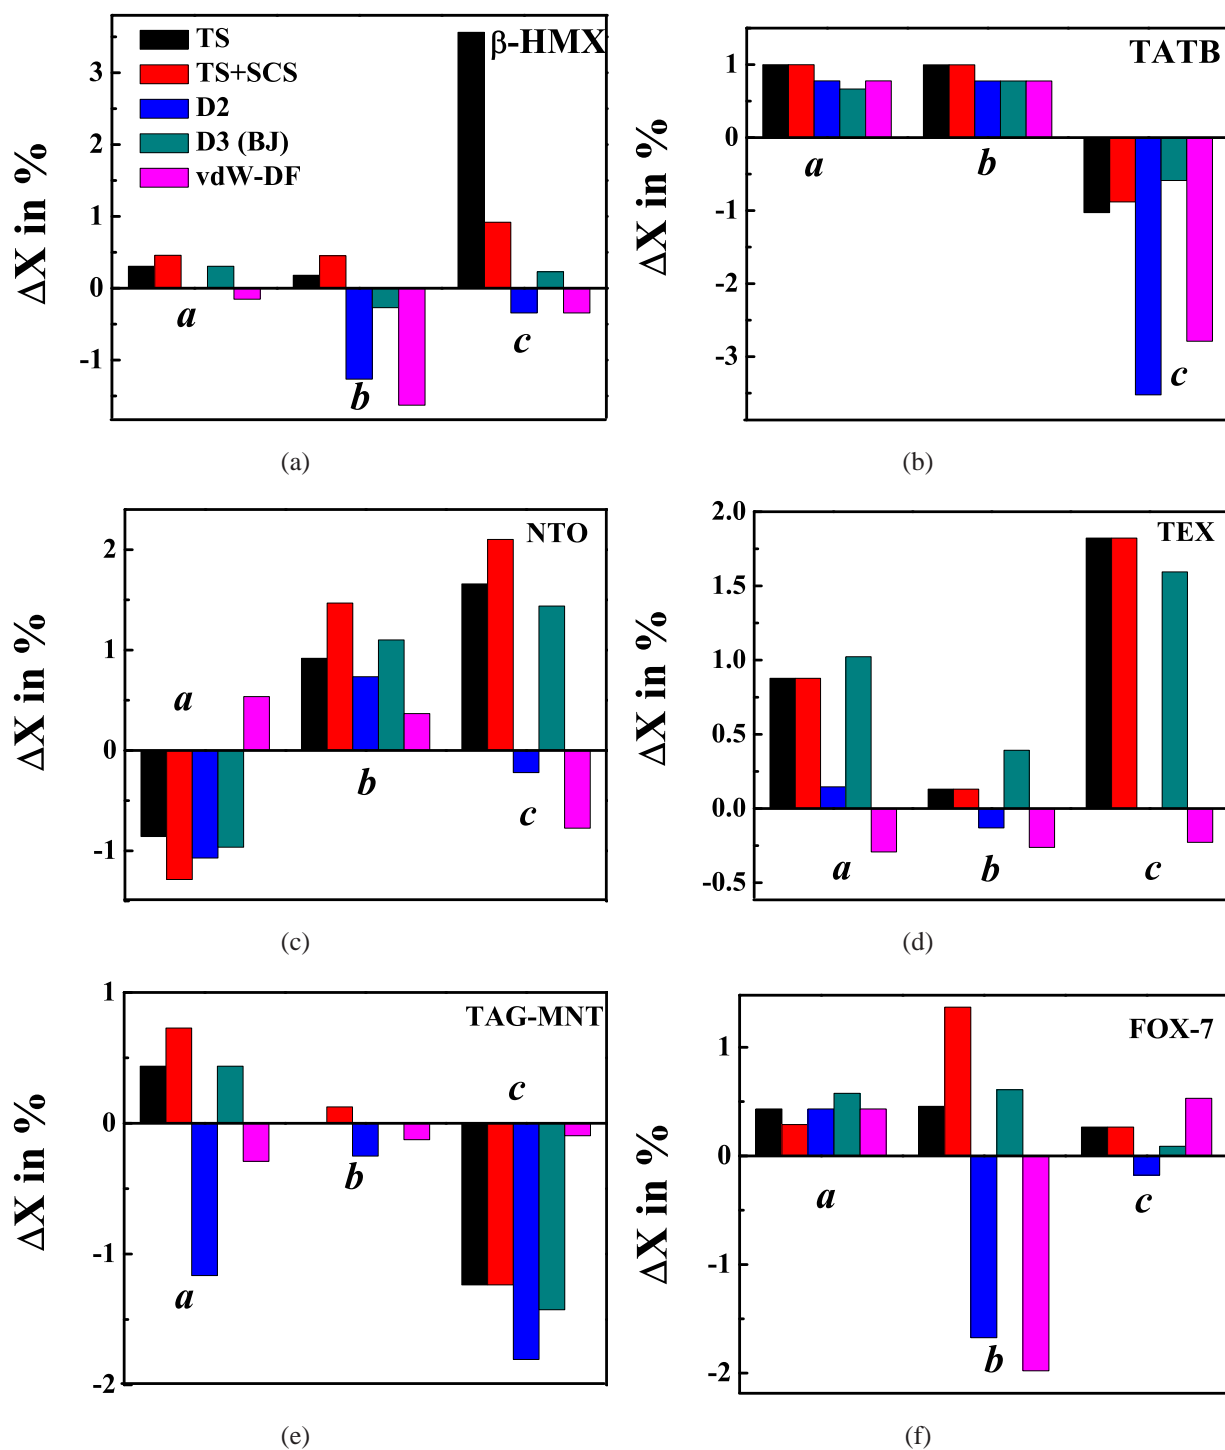 β-HMX
TS
TS+SCS
D2
D3 (BJ)
vdW-DF
ΔX in %
3
2
1
0
-1
a
b
c
(a)
TATB
ΔX in %
1
0
-1
-2
-3
a
b
c
(b)
NTO
ΔX in %
2
1
0
-1
a
b
c
(c)
TEX
ΔX in %
2.0
1.5
1.0
0.5
0.0
-0.5
a
b
c
(d)
TAG-MNT
ΔX in %
1
0
-1
-2
a
b
c
(e)
FOX-7
ΔX in %
1
0
-1
-2
a
b
c
(f)